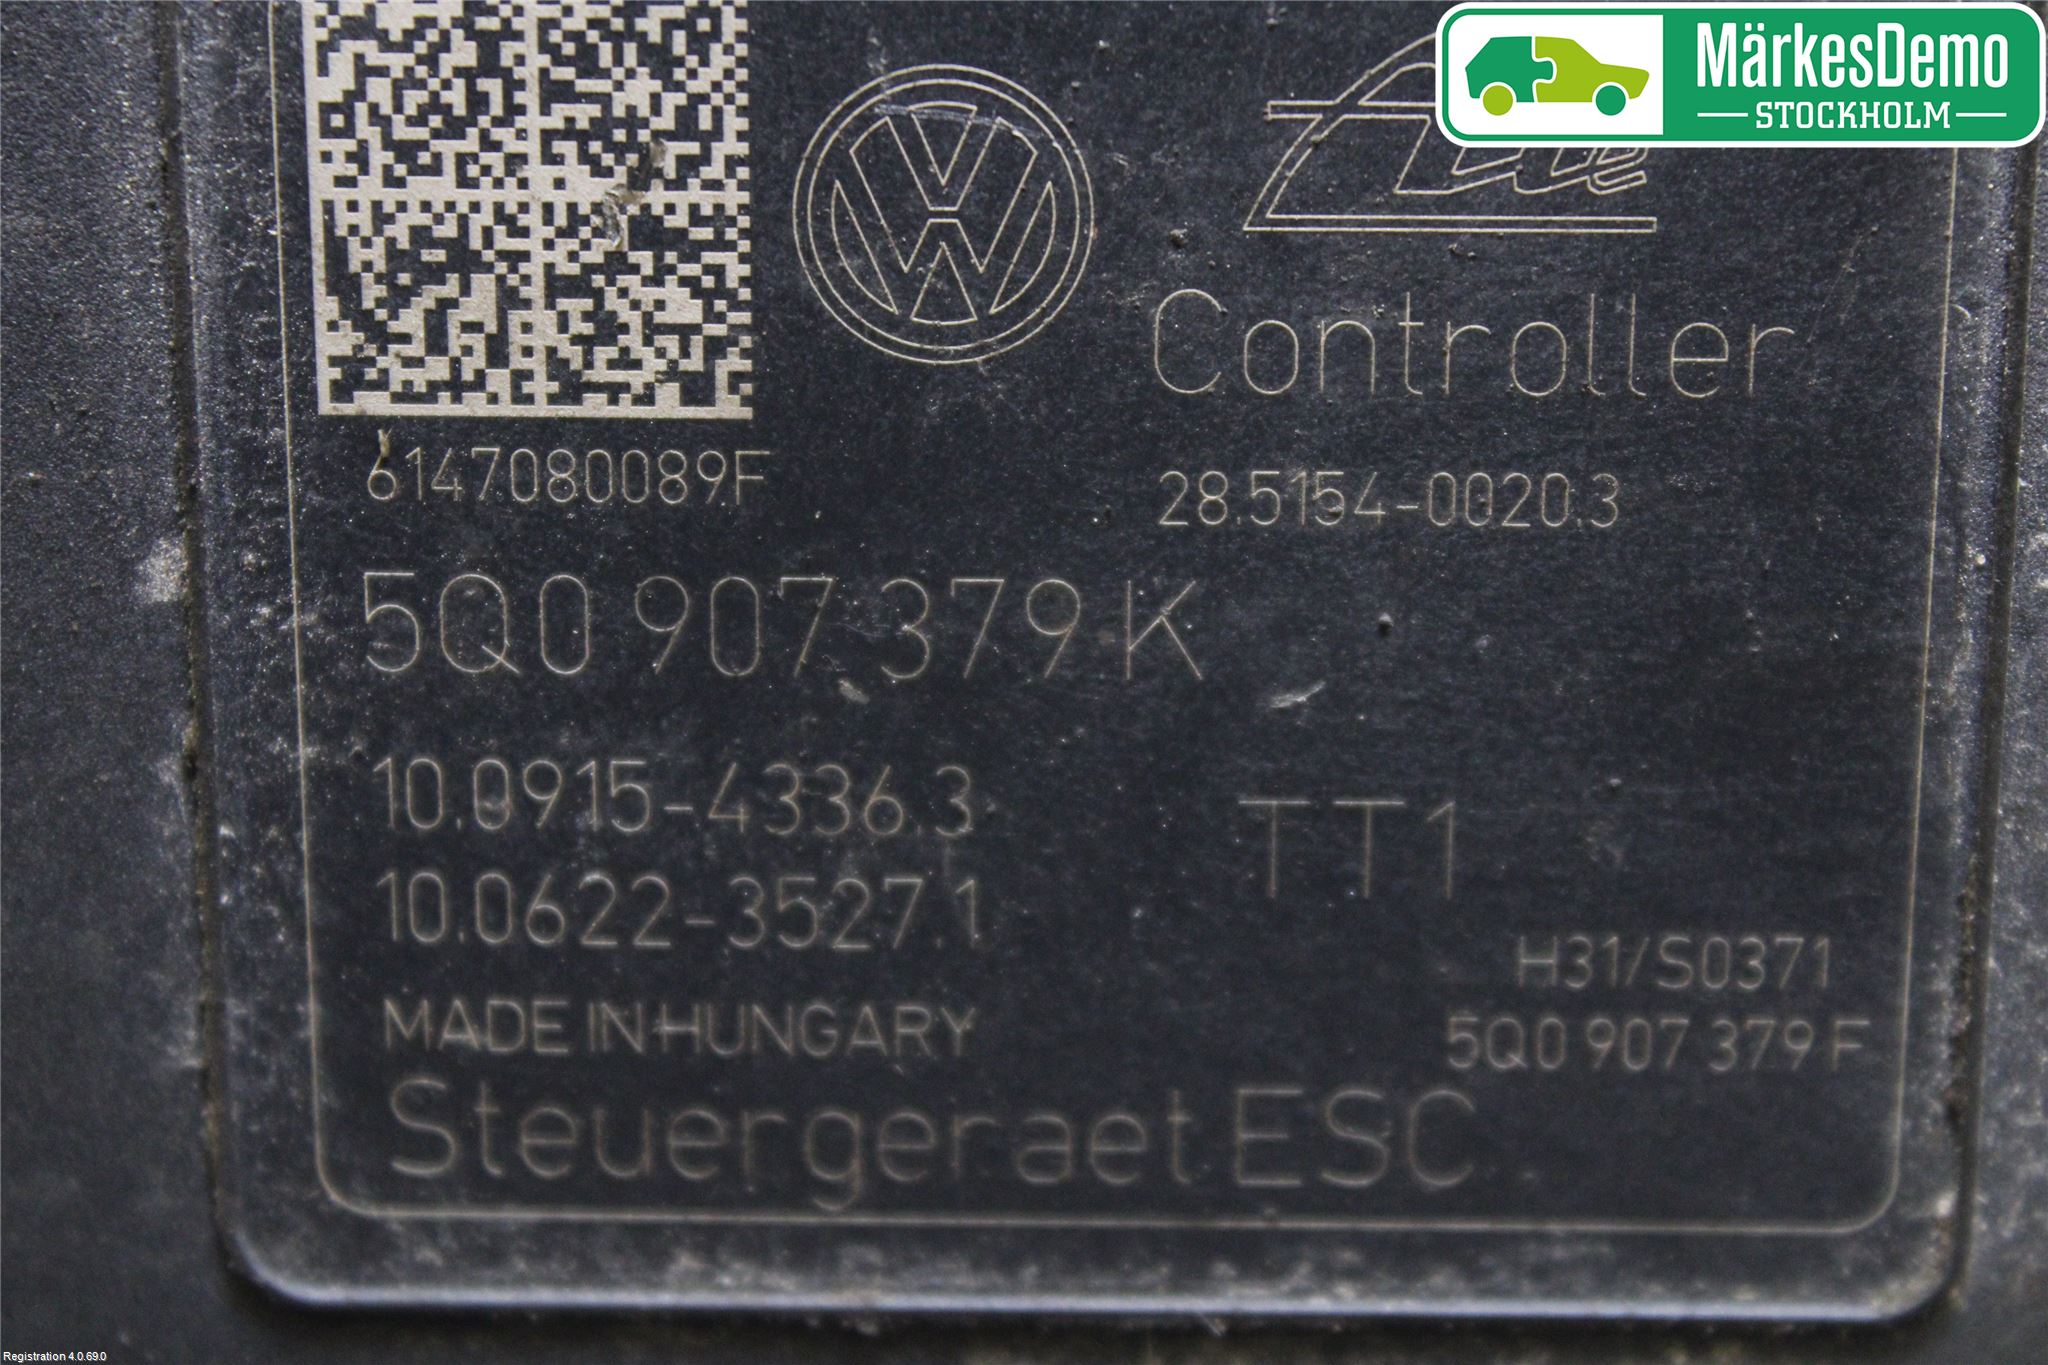 MärkesDemo
STOCKHOLM
Ate
Controller
6147080089F
28.5154-0020.3
5Q0 907 379 K
10.0915-4336.3
TT1
10.0622-3527.1
H31/S0371
MADE IN HUNGARY
5Q0 907 379 F
Steuergeraet ESC
Registration 4.0.69.0